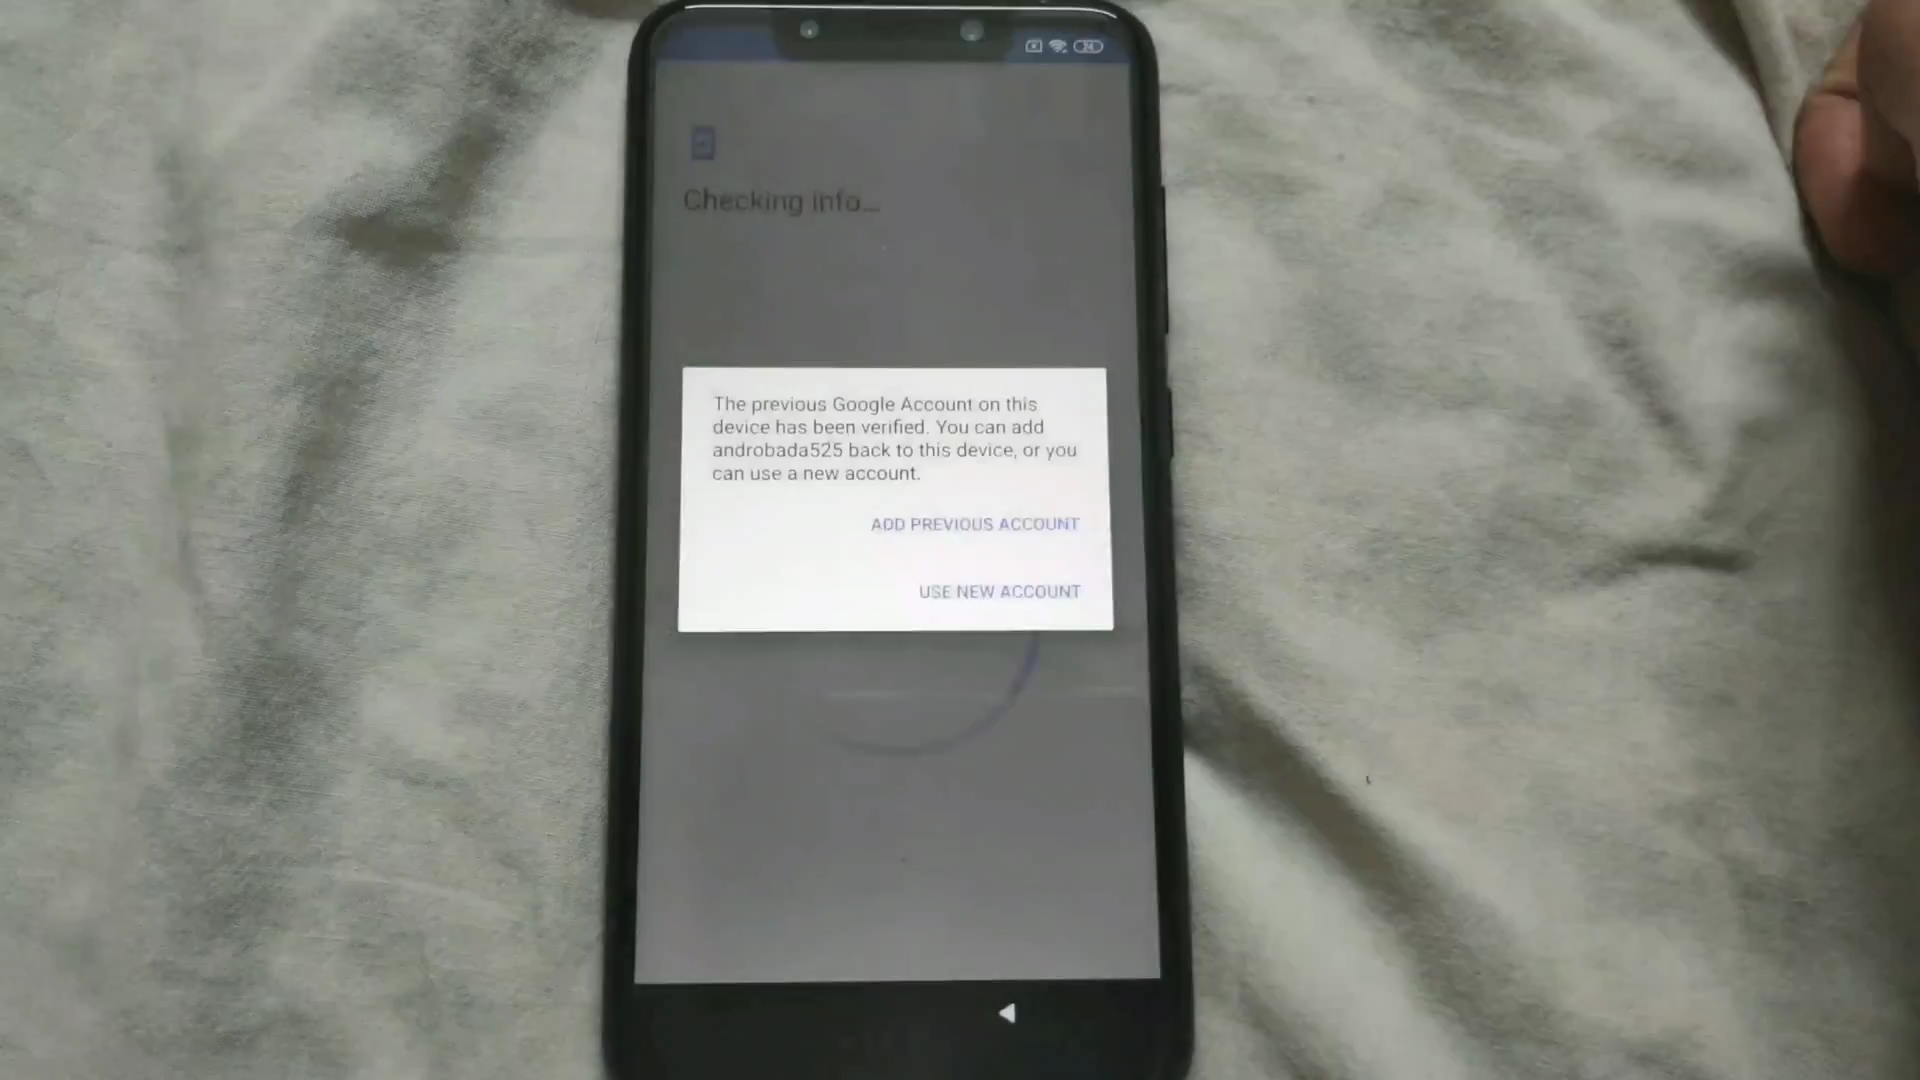 34
Checking info...
The previous Google Account on this
device has been verified. You can add
androbada525 back to this device, or you
can use a new account.
ADD PREVIOUS ACCOUNT
USE NEW ACCOUNT